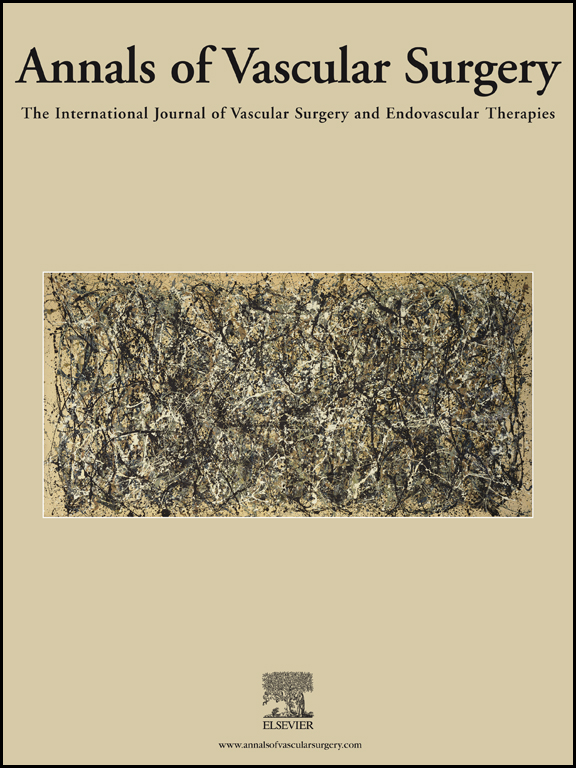 Annals of Vascular Surgery
The International Journal of Vascular Surgery and Endovascular Therapies
ELSEVIER
www.annalsofvascularsurgery.com